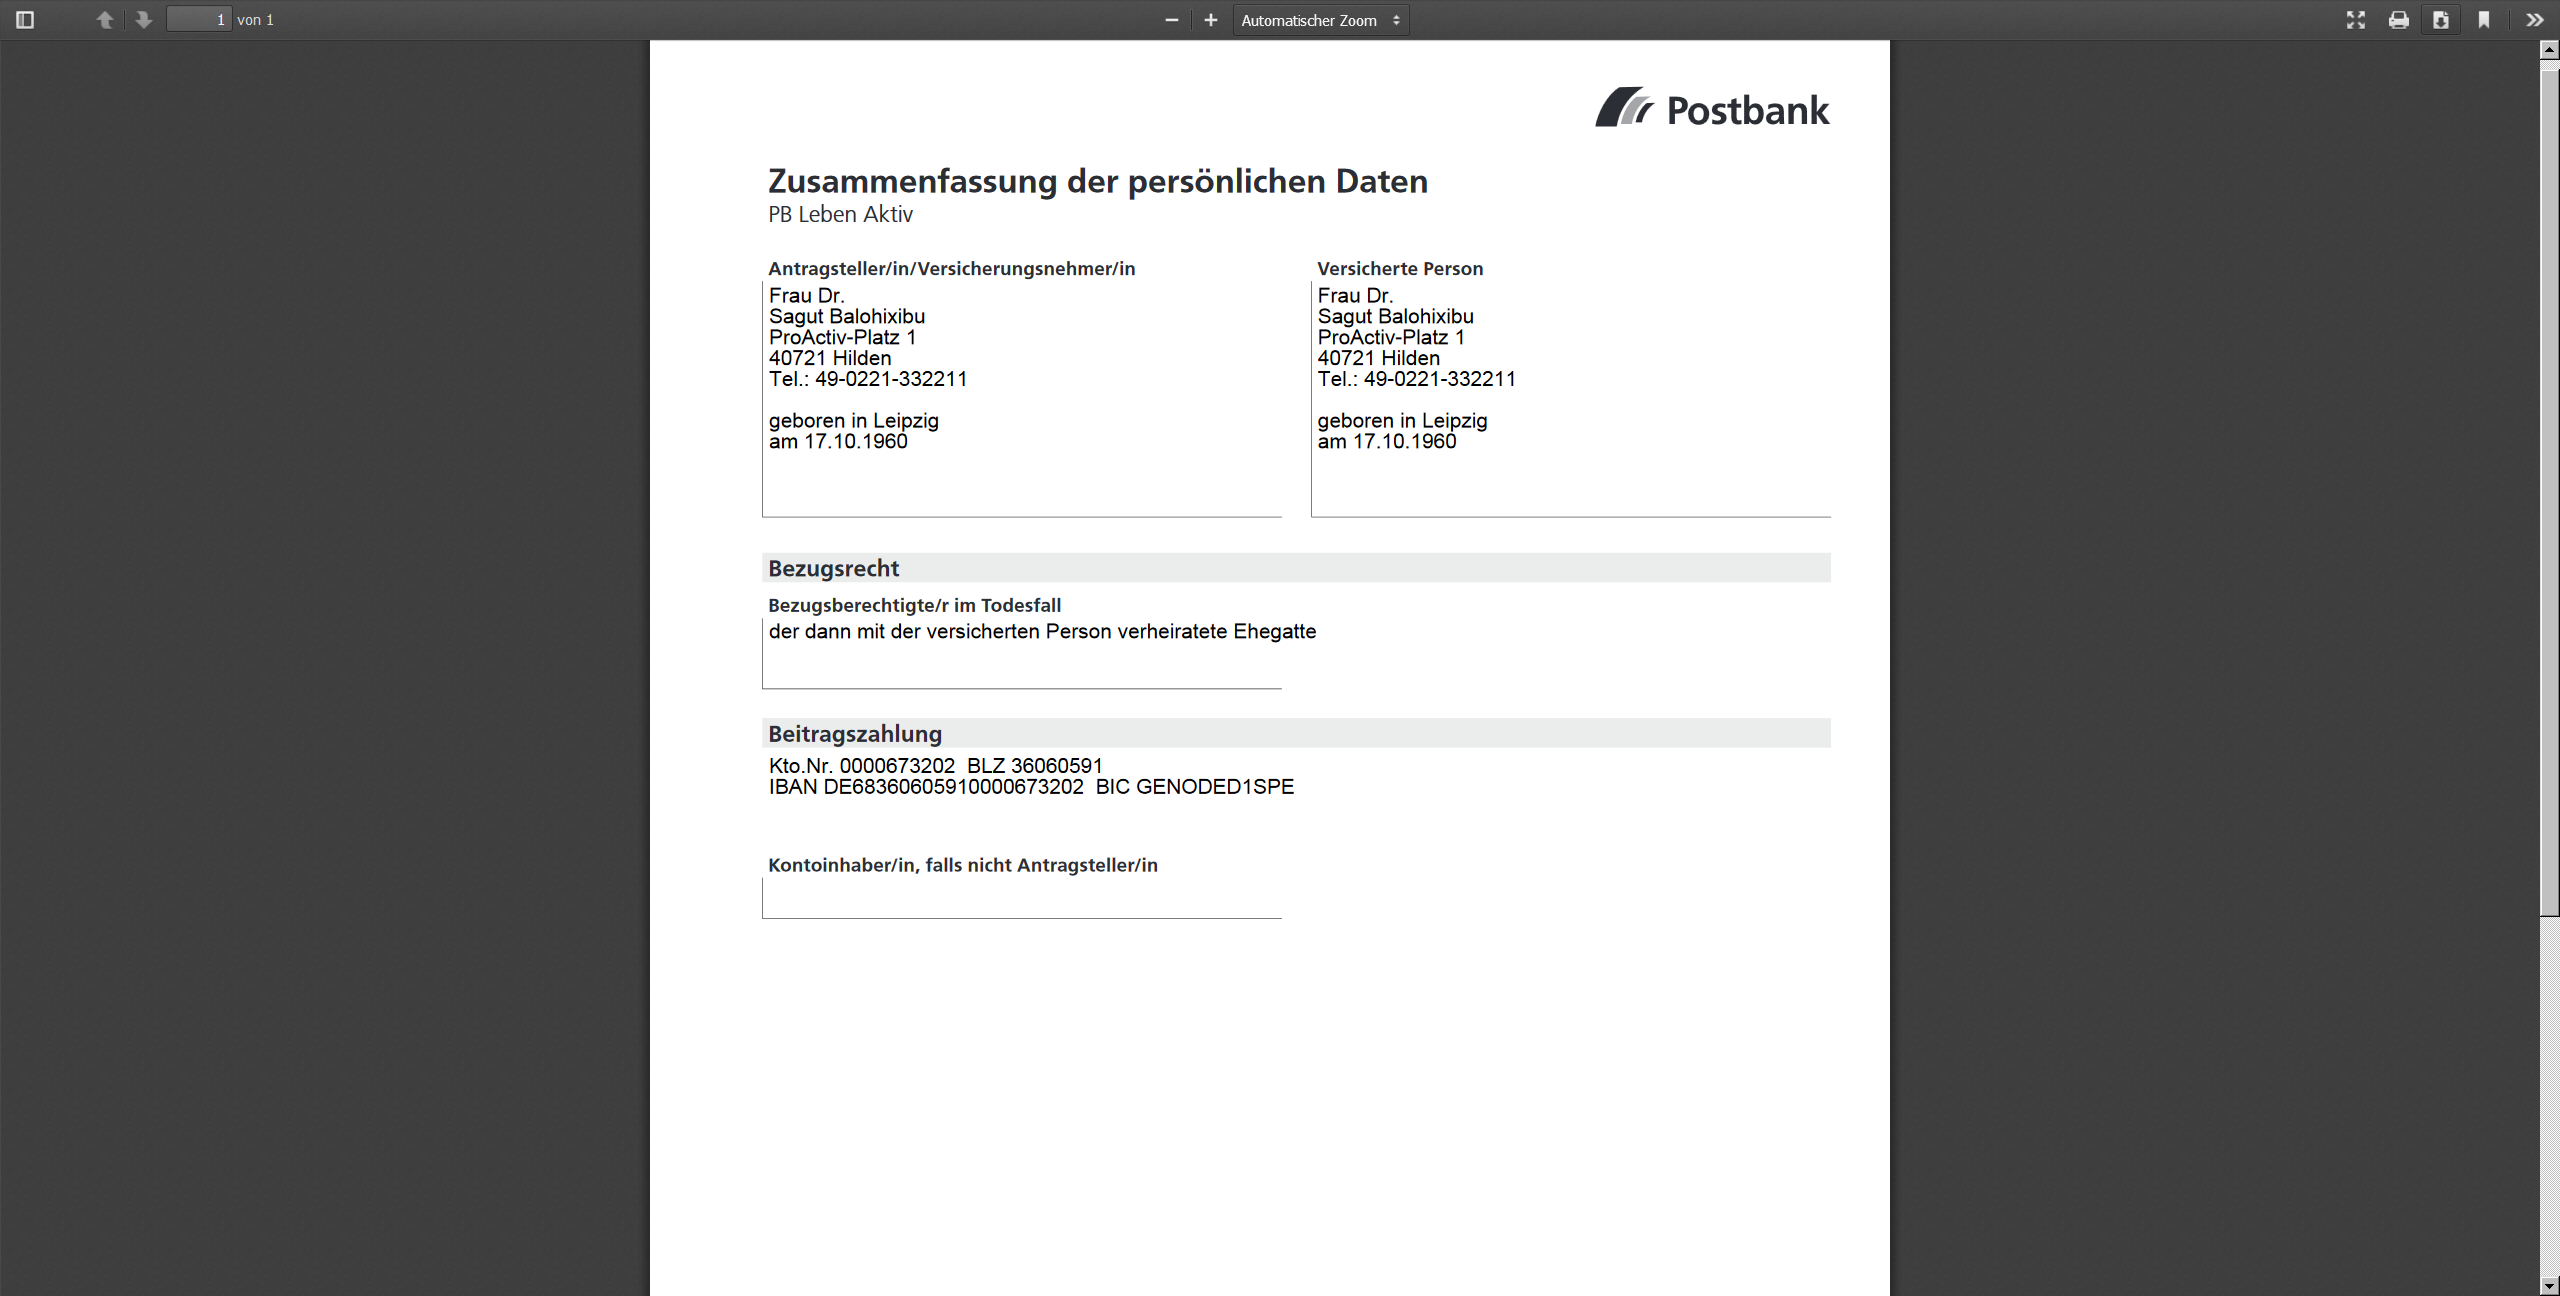 1 von 1
Automatischer Zoom
Postbank
Zusammenfassung der persönlichen Daten
PB Leben Aktiv
Antragsteller/in/Versicherungsnehmer/in
Frau Dr.
Sagut Balohixibu
ProActiv-Platz 1
40721 Hilden
Tel.: 49-0221-332211
geboren in Leipzig
am 17.10.1960
Versicherte Person
Frau Dr.
Sagut Balohixibu
ProActiv-Platz 1
40721 Hilden
Tel.: 49-0221-332211
geboren in Leipzig
am 17.10.1960
Bezugsrecht
Bezugsberechtigte/r im Todesfall
der dann mit der versicherten Person verheiratete Ehegatte
Beitragszahlung
Kto.Nr. 0000673202  BLZ 36060591
IBAN DE68360605910000673202  BIC GENODED1SPE
Kontoinhaber/in, falls nicht Antragsteller/in